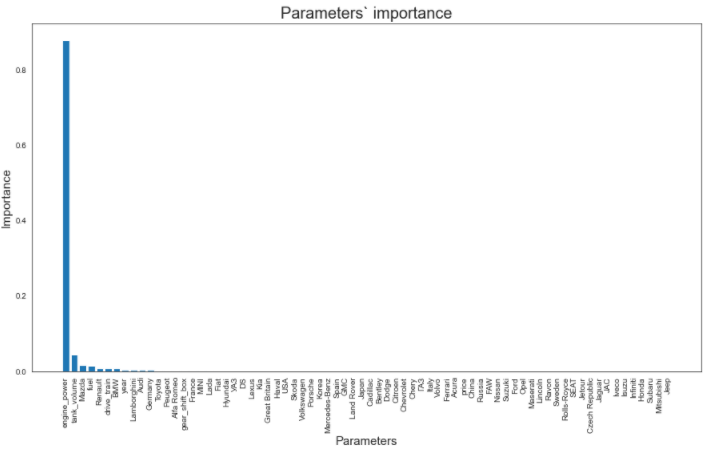 Parameters` importance
Importance
0.8
0.6
0.4
0.2
0.0
engine_power
tank_volume
Mazda
fuel
Renault
drive_train
BMW
year
Lamborghini
Audi
Germany
Toyota
Peugeot
Alfa Romeo
gear_shift_box
France
MINI
Lada
Fiat
Hyundai
УАЗ
DS
Lexus
Kia
Great Britain
Haval
USA
Skoda
Volkswagen
Porsche
Korea
Mercedes-Benz
Spain
GMC
Land Rover
Japan
Cadillac
Bentley
Dodge
Citroen
Chevrolet
Chery
ГАЗ
Italy
Volvo
Ferrari
Acura
price
China
Russia
FAW
Nissan
Suzuki
Ford
Opel
Maserati
Lincoln
Ravon
Sweden
Rolls-Royce
SEAT
Jetour
Czech Republic
Jaguar
JAC
Iveco
Isuzu
Infiniti
Honda
Subaru
Mitsubishi
Jeep
Parameters